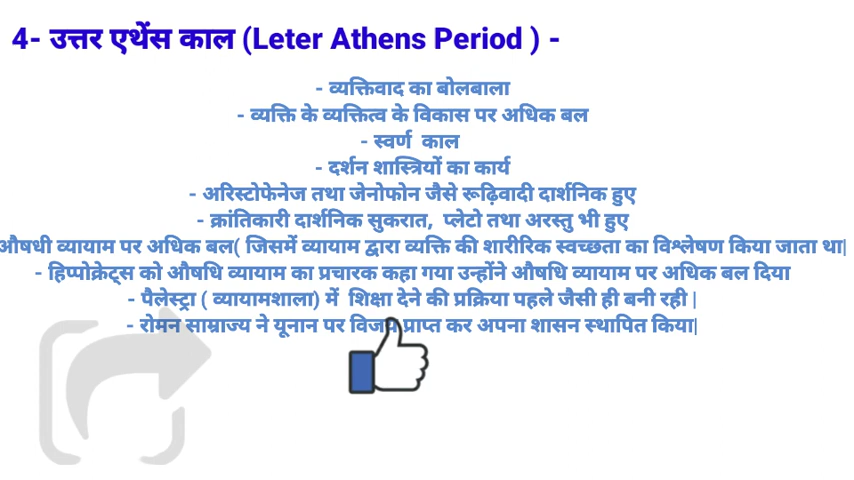 4- उत्तर एथेंस काल (Leter Athens Period ) -
- व्यक्तिवाद का बोलबाला
- व्यक्ति के व्यक्तित्व के विकास पर अधिक बल
- स्वर्ण काल
- दर्शन शास्त्रियों का कार्य
- अरिस्टोफेनेज तथा जेनोफोन जैसे रूढ़िवादी दार्शनिक हुए
- क्रांतिकारी दार्शनिक सुकरात, प्लेटो तथा अरस्तु भी हुए
औषधी व्यायाम पर अधिक बल( जिसमें व्यायाम द्वारा व्यक्ति की शारीरिक स्वच्छता का विश्लेषण किया जाता था|
- हिप्पोक्रेट्स को औषधि व्यायाम का प्रचारक कहा गया उन्होंने औषधि व्यायाम पर अधिक बल दिया
- पैलेस्ट्रा ( व्यायामशाला) में शिक्षा देने की प्रक्रिया पहले जैसी ही बनी रही |
- रोमन साम्राज्य ने यूनान पर विजय प्राप्त कर अपना शासन स्थापित किया|